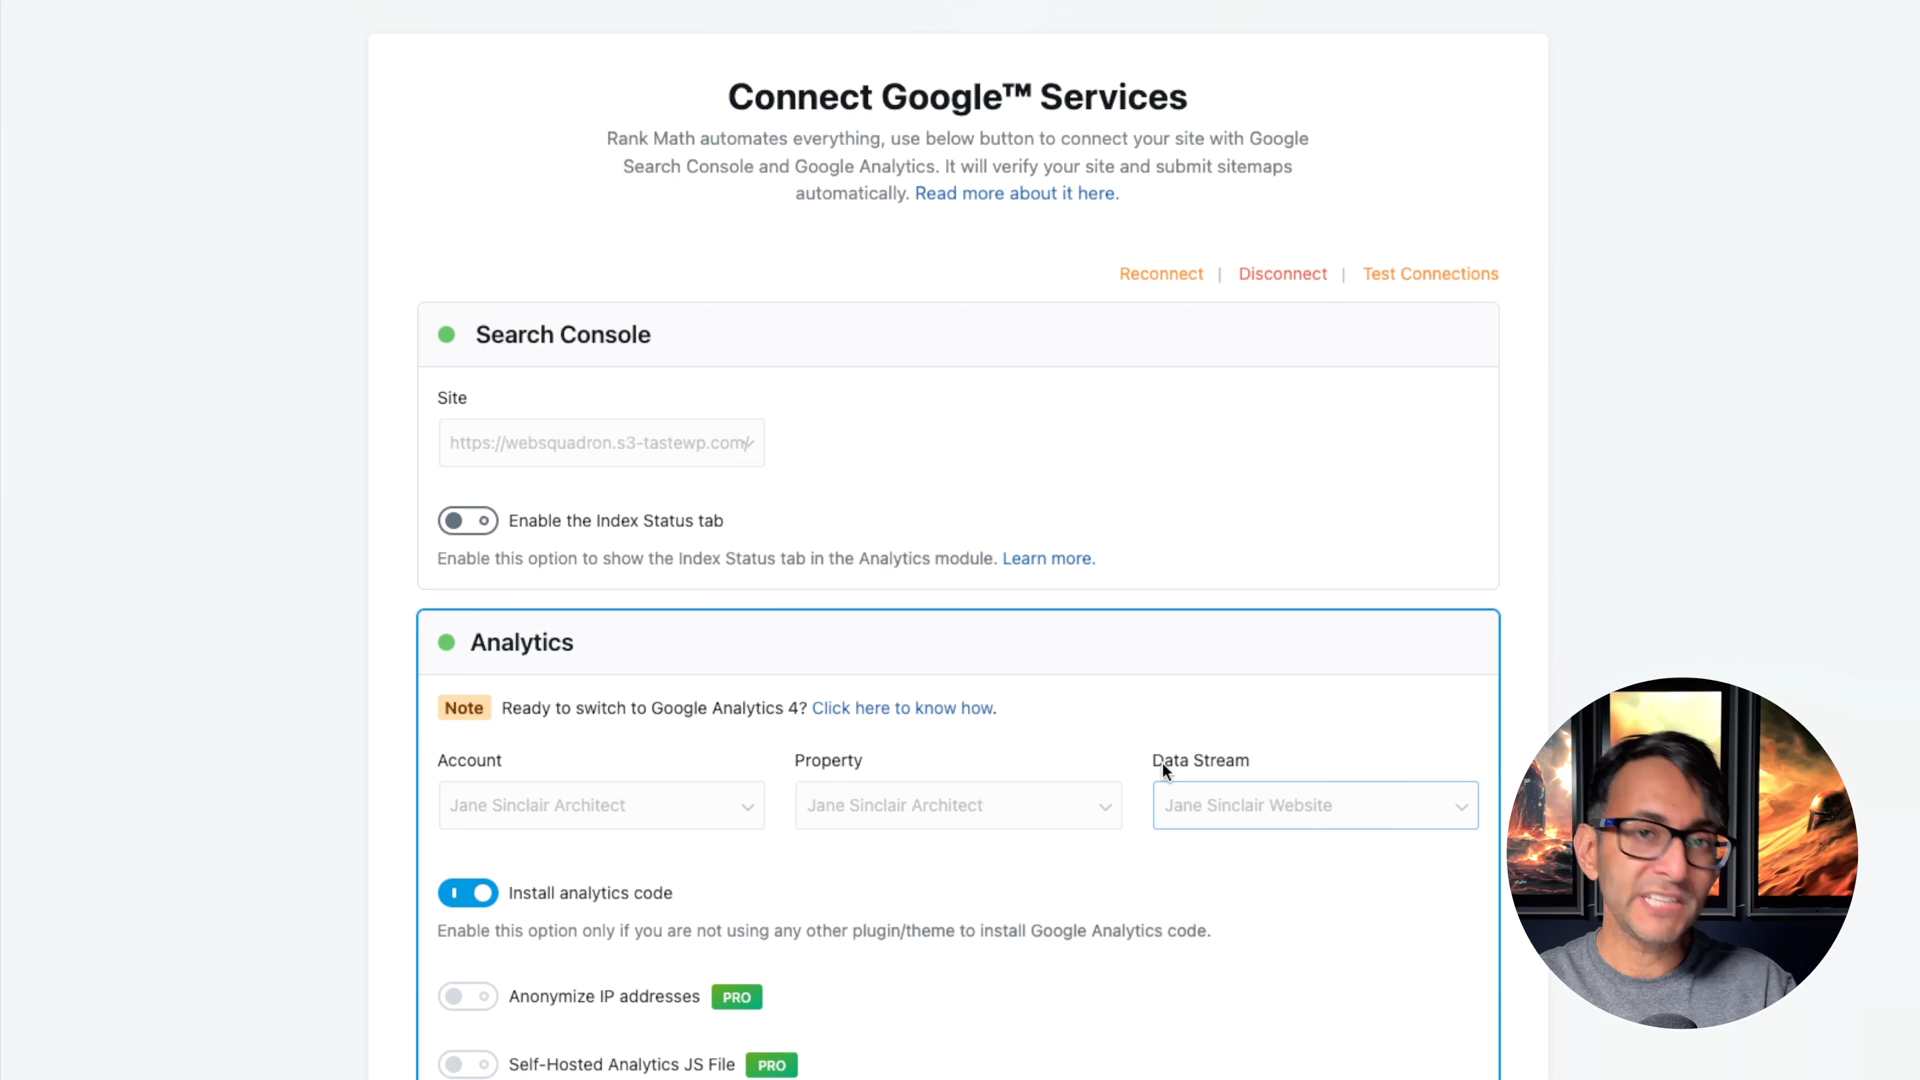 Connect Google™ Services
Rank Math automates everything, use below button to connect your site with Google
Search Console and Google Analytics. It will verify your site and submit sitemaps
automatically. Read more about it here.
Reconnect | Disconnect | Test Connections
Search Console
Site
https://websquadron.s3-tastewp.com/
Enable the Index Status tab
Enable this option to show the Index Status tab in the Analytics module. Learn more.
Analytics
Note Ready to switch to Google Analytics 4? Click here to know how.
Account Property Data Stream
Jane Sinclair Architect Jane Sinclair Architect Jane Sinclair Website
Install analytics code
Enable this option only if you are not using any other plugin/theme to install Google Analytics code.
Anonymize IP addresses PRO
Self-Hosted Analytics JS File PRO